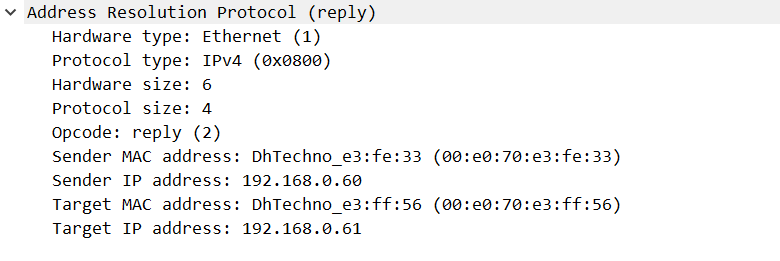 Address Resolution Protocol (reply)
Hardware type: Ethernet (1)
Protocol type: IPv4 (0x0800)
Hardware size: 6
Protocol size: 4
Opcode: reply (2)
Sender MAC address: DhTechno_e3:fe:33 (00:e0:70:e3:fe:33)
Sender IP address: 192.168.0.60
Target MAC address: DhTechno_e3:ff:56 (00:e0:70:e3:ff:56)
Target IP address: 192.168.0.61